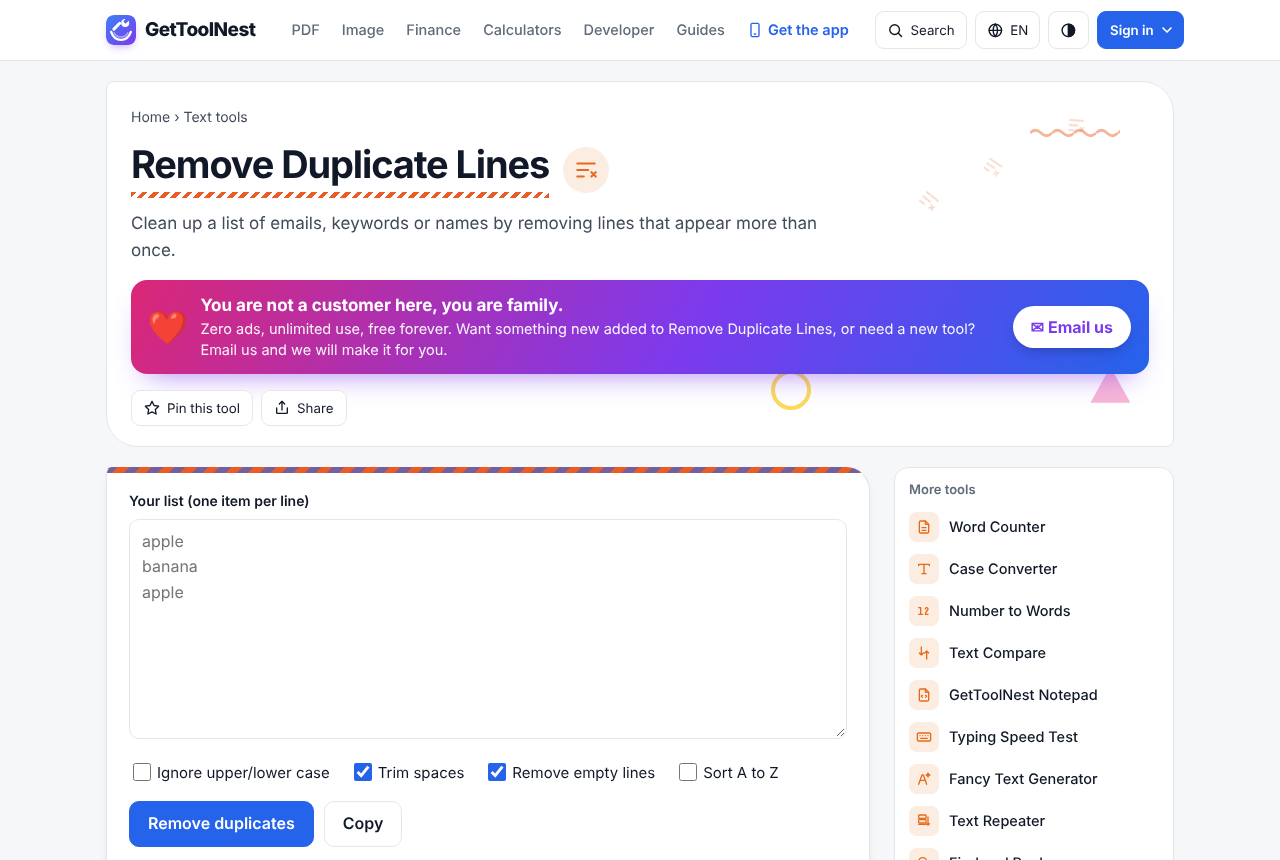 GetToolNest
PDF
Image
Finance
Calculators
Developer
Guides
Get the app
Search
EN
Sign in
Home › Text tools
Remove Duplicate Lines
Clean up a list of emails, keywords or names by removing lines that appear more than
once.
You are not a customer here, you are family.
Zero ads, unlimited use, free forever. Want something new added to Remove Duplicate Lines, or need a new tool?
Email us and we will make it for you.
✉ Email us
Pin this tool
Share
Your list (one item per line)
apple
banana
apple
Ignore upper/lower case
Trim spaces
Remove empty lines
Sort A to Z
Remove duplicates
Copy
More tools
Word Counter
Case Converter
Number to Words
Text Compare
GetToolNest Notepad
Typing Speed Test
Fancy Text Generator
Text Repeater